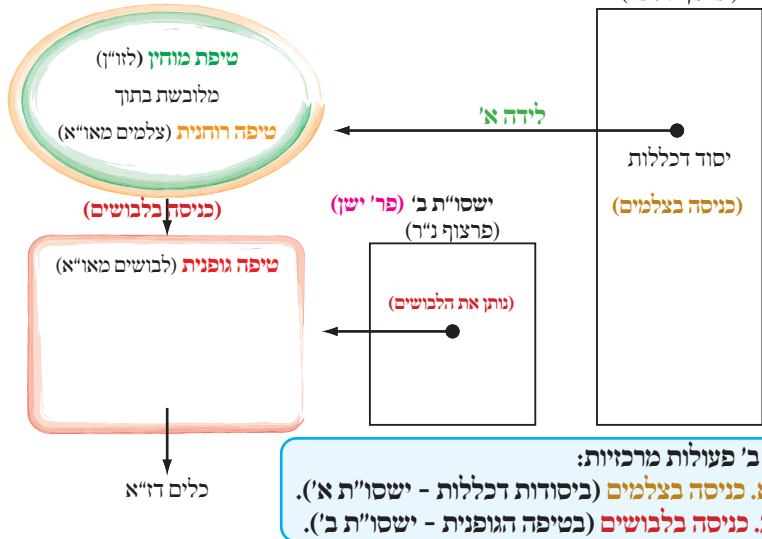 טיפת מוחין (לזו״ן)
מלובשת בתוך
טיפה רוחנית (צלמים מאו״א)
לידה א'
יסוד דכללות
(כניסה בצלמים)
(כניסה בלבושים)
ישסו״ת ב' (פר' ישן)
(פרצוף נ״ר)
טיפה גופנית (לבושים מאו״א)
(נותן את הלבושים)
כלים דז״א
ב' פעולות מרכזיות:
א. כניסה בצלמים (ביסודות דכללות - ישסו״ת א').
ב. כניסה בלבושים (בטיפה הגופנית - ישסו״ת ב').